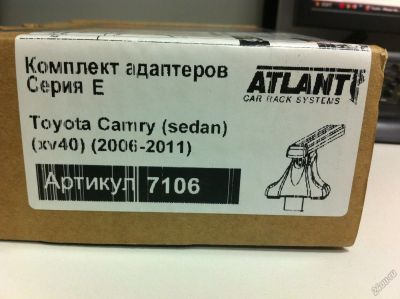 Комплект адаптеров
Серия E
ATLANT
CAR RACK SYSTEMS
Toyota Camry (sedan)
(xv40) (2006-2011)
Артикул 7106